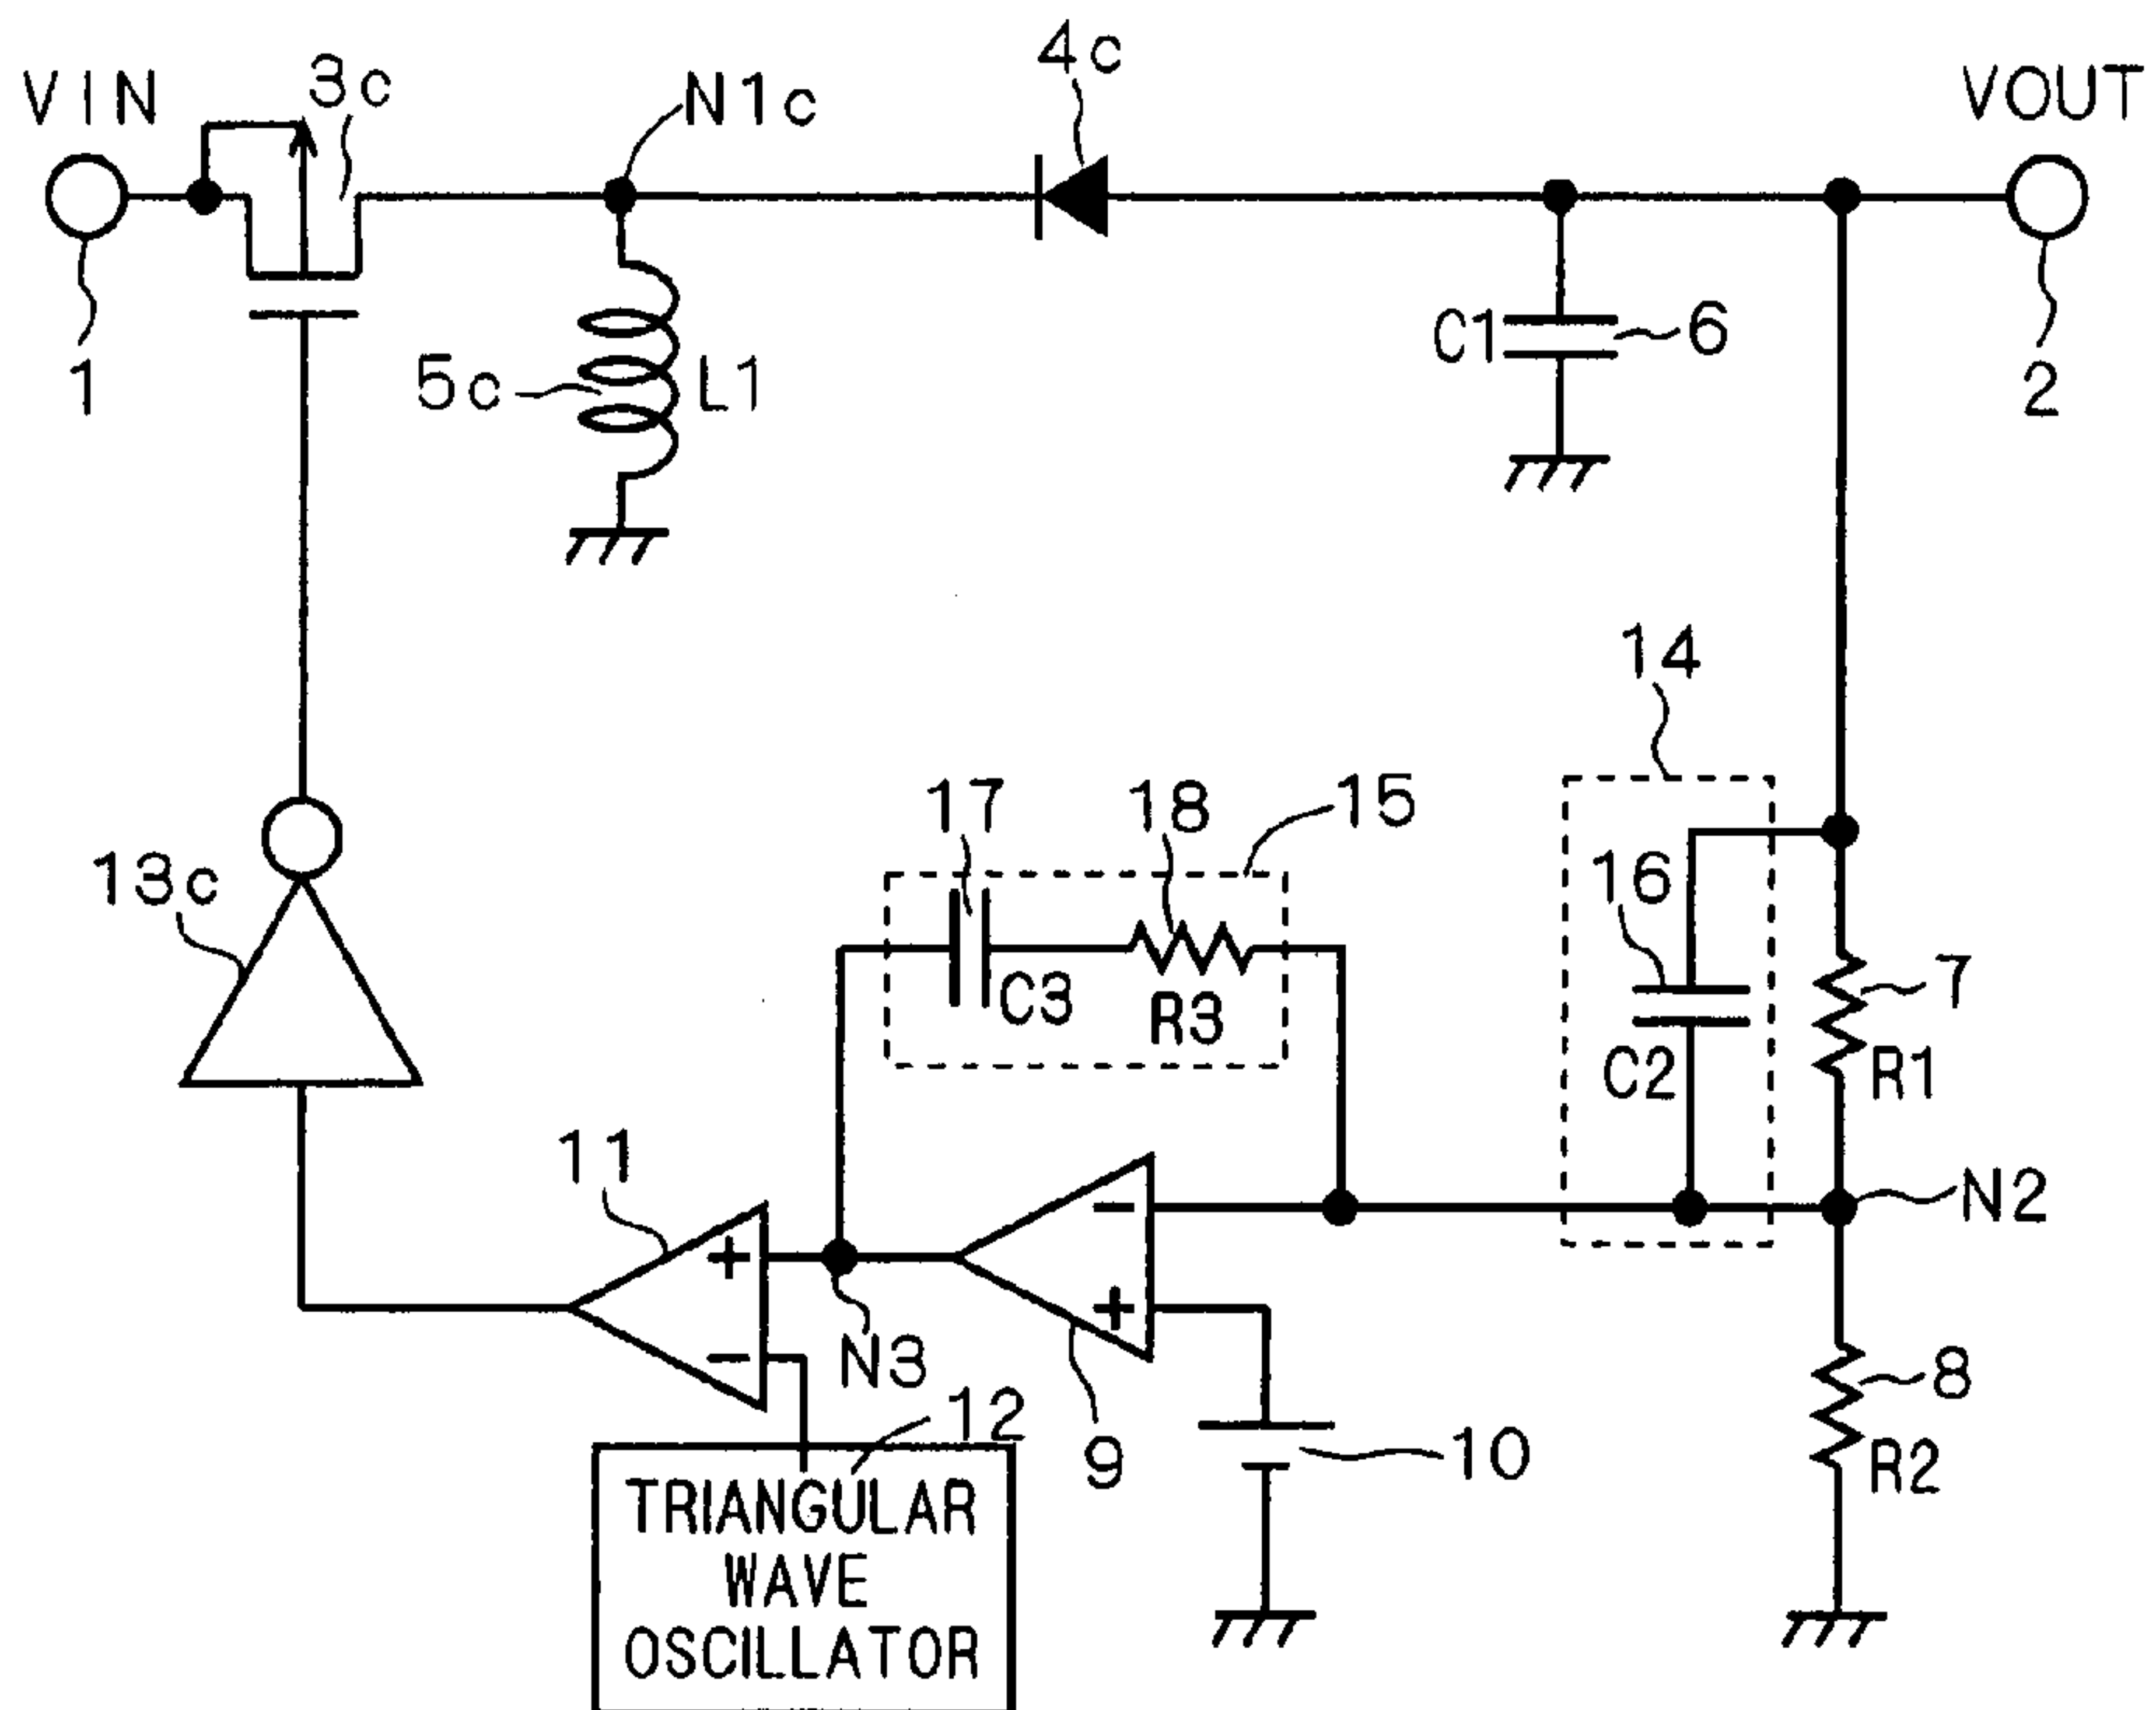 VIN
3c
N1c
4c
VOUT
1
5c
L1
C1
6
2
14
17
18
15
16
13c
C3
R3
7
C2
R1
11
N2
N3
12
9
10
8
R2
TRIANGULAR
WAVE
OSCILLATOR